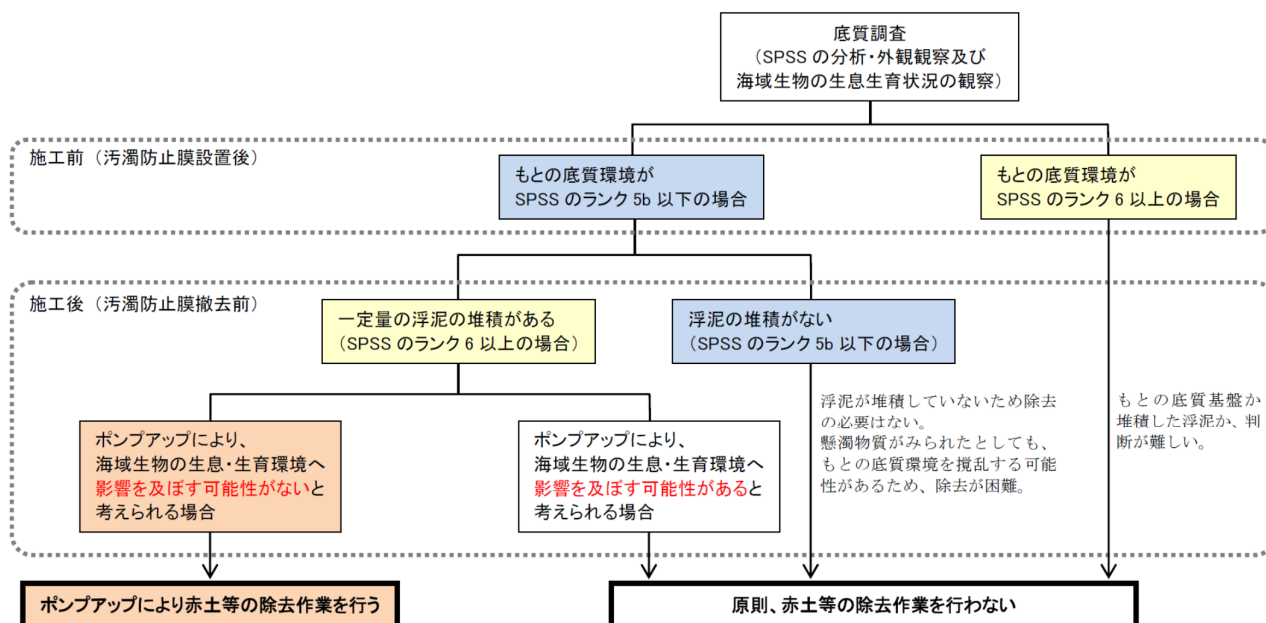 底質調査
（SPSS の分析・外観観察及び
海域生物の生息生育状況の観察）
施工前（汚濁防止膜設置後）
もとの底質環境が
SPSS のランク 5b 以下の場合
もとの底質環境が
SPSS のランク 6 以上の場合
施工後（汚濁防止膜撤去前）
一定量の浮泥の堆積がある
（SPSS のランク 6 以上の場合）
浮泥の堆積がない
（SPSS のランク 5b 以下の場合）
ポンプアップにより、
海域生物の生息・生育環境へ
影響を及ぼす可能性がないと
考えられる場合
ポンプアップにより、
海域生物の生息・生育環境へ
影響を及ぼす可能性があると
考えられる場合
浮泥が堆積していないため除去
の必要はない。
懸濁物質がみられたとしても、
もとの底質環境を撹乱する可能
性があるため、除去が困難。
もとの底質基盤か
堆積した浮泥か、判
断が難しい。
ポンプアップにより赤土等の除去作業を行う
原則、赤土等の除去作業を行わない